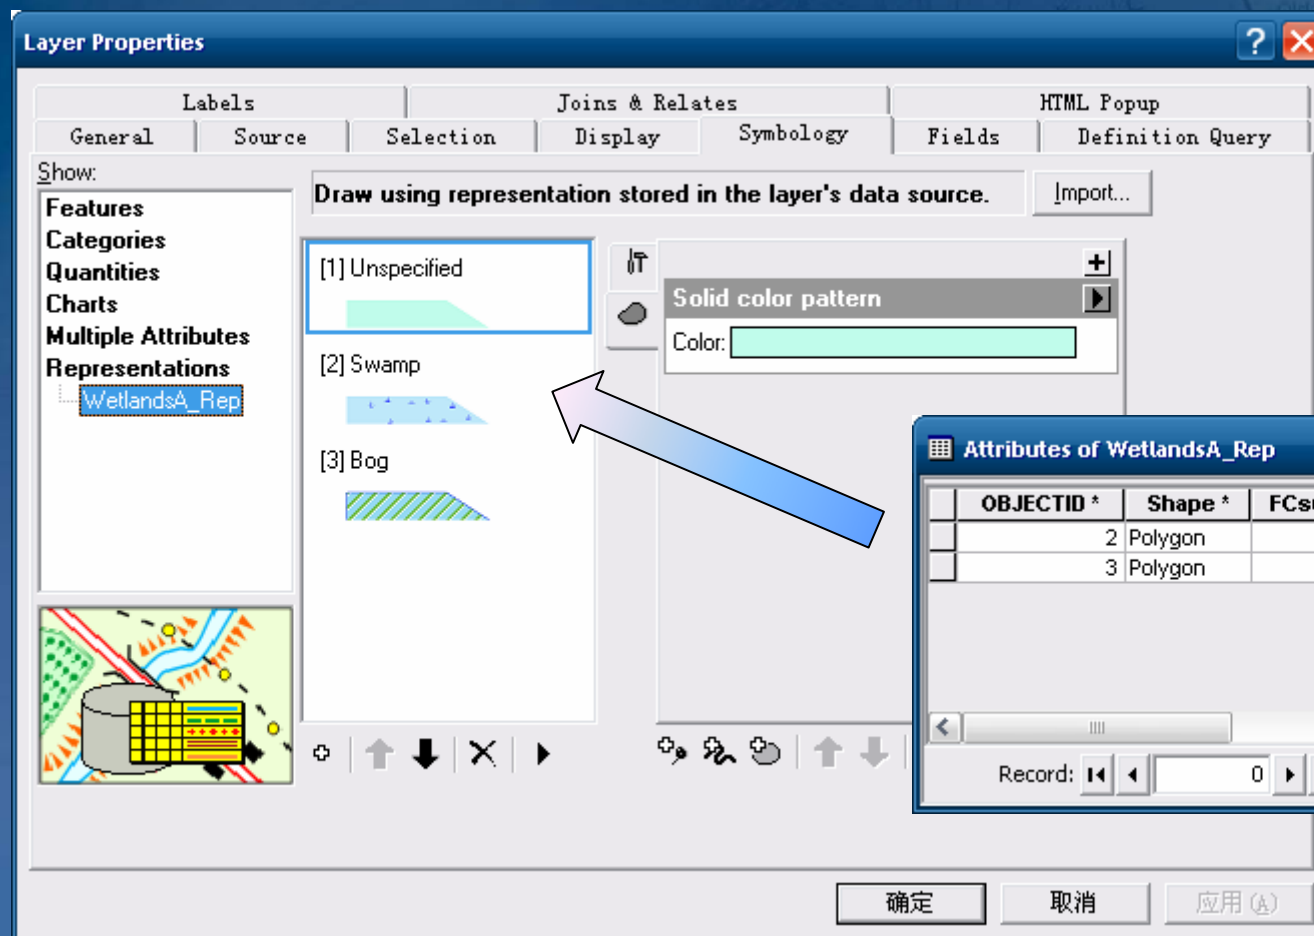 Layer Properties
Labels Joins & Relates HTML Popup
General Source Selection Display Symbology Fields Definition Query
Show:
Features
Categories
Quantities
Charts
Multiple Attributes
Representations
WetlandsA_Rep
Draw using representation stored in the layer's data source.
Import...
[1] Unspecified
[2] Swamp
[3] Bog
Solid color pattern
Color:
Attributes of WetlandsA_Rep
OBJECTID * Shape *
2 Polygon
3 Polygon
Record: 0
确定 取消 应用(A)